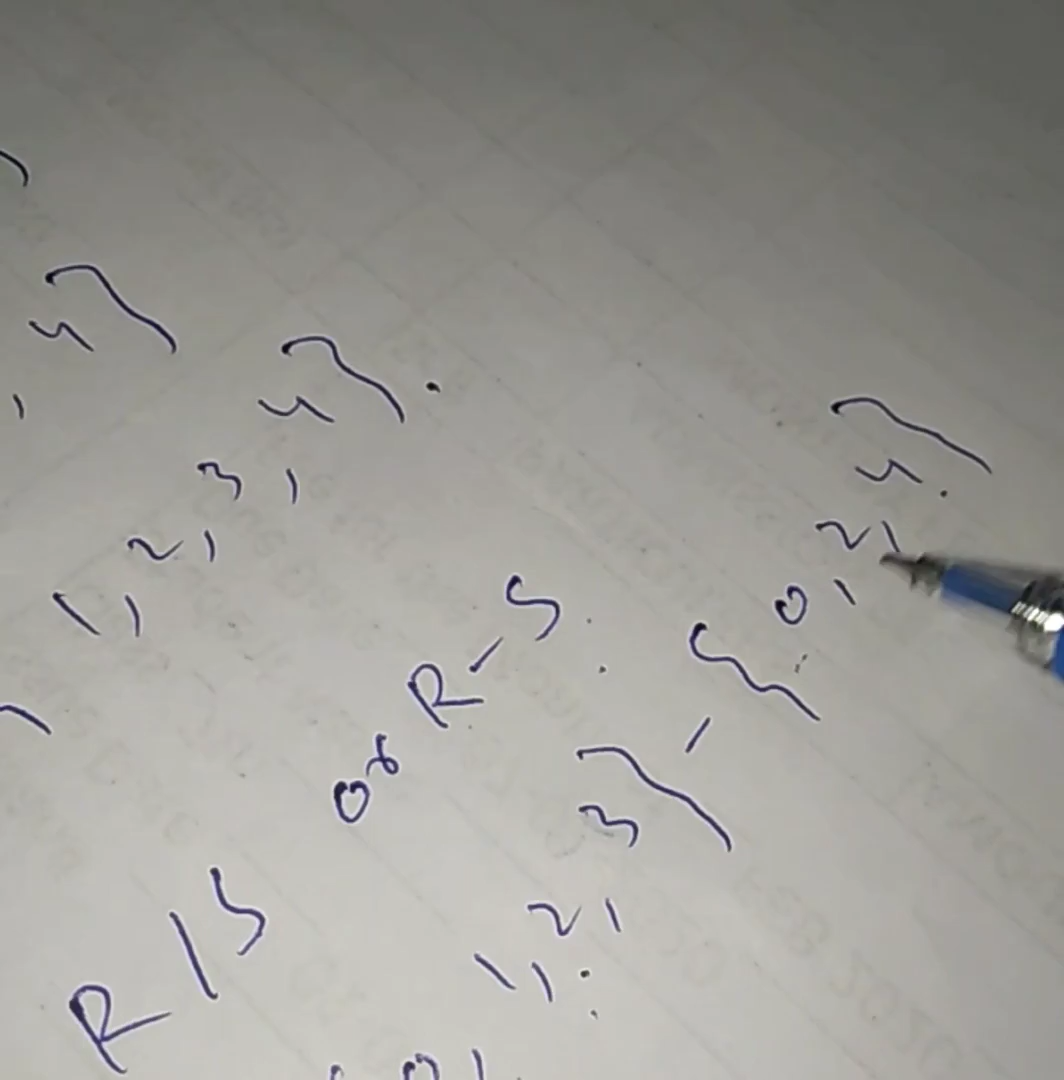 , 4}
1, 2, 3, 4}.
R / S or R - S
1, 2, 3} - { 0, 2, 4}